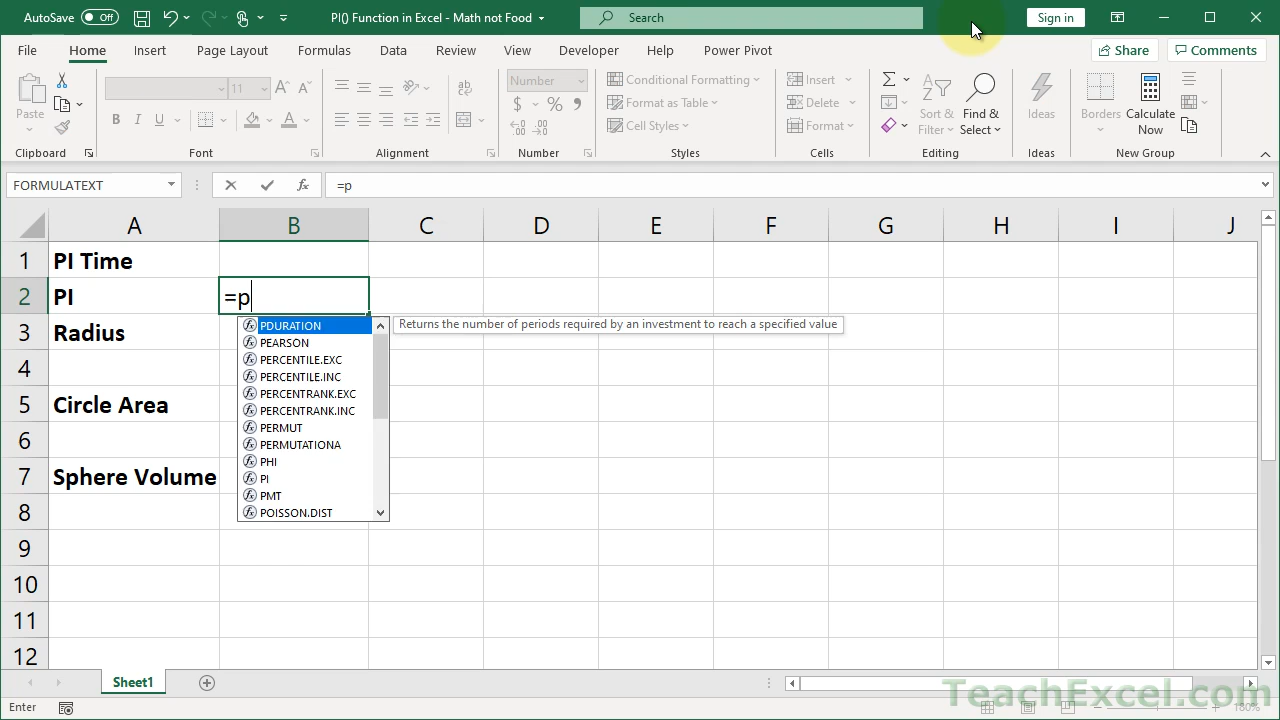 AutoSave Off PI() Function in Excel - Math not Food Search Sign in
File Home Insert Page Layout Formulas Data Review View Developer Help Power Pivot Share Comments
Paste 11 Number Conditional Formatting Format as Table Cell Styles Insert Delete Format Sort & Filter Find & Select Ideas Borders Calculate Now
Clipboard Font Alignment Number Styles Cells Editing Ideas New Group
FORMULATEXT fx =p
A B C D E F G H I J
1 PI Time
2 PI =p
3 Radius
4
5 Circle Area
6
7 Sphere Volume
8
9
10
11
12
PDURATION Returns the number of periods required by an investment to reach a specified value
PEARSON
PERCENTILE.EXC
PERCENTILE.INC
PERCENTRANK.EXC
PERCENTRANK.INC
PERMUT
PERMUTATIONA
PHI
PI
PMT
POISSON.DIST
Sheet1
TeachExcel.com
Enter 180%